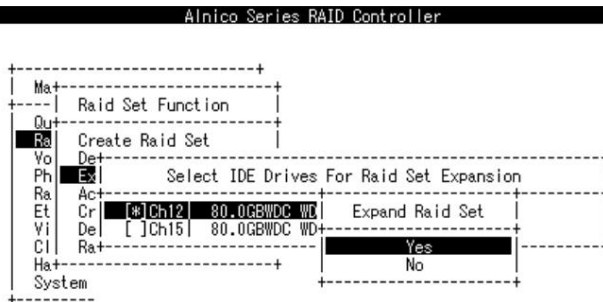 Alnico Series RAID Controller
Ma
Raid Set Function
Qu
Ra Create Raid Set
Vo De
Ph Ex Select IDE Drives For Raid Set Expansion
Ra Ac
Et Cr [*]Ch12 80.0GBWDC WD Expand Raid Set
Vi De [ ]Ch15 80.0GBWDC WD
Cl Ra Yes
Ha No
System